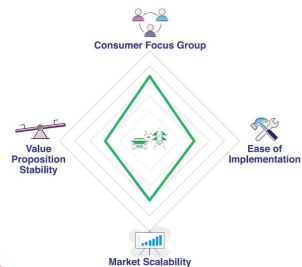 Consumer Focus Group
Value
Proposition
Stability
Ease of
Implementation
Market Scalability